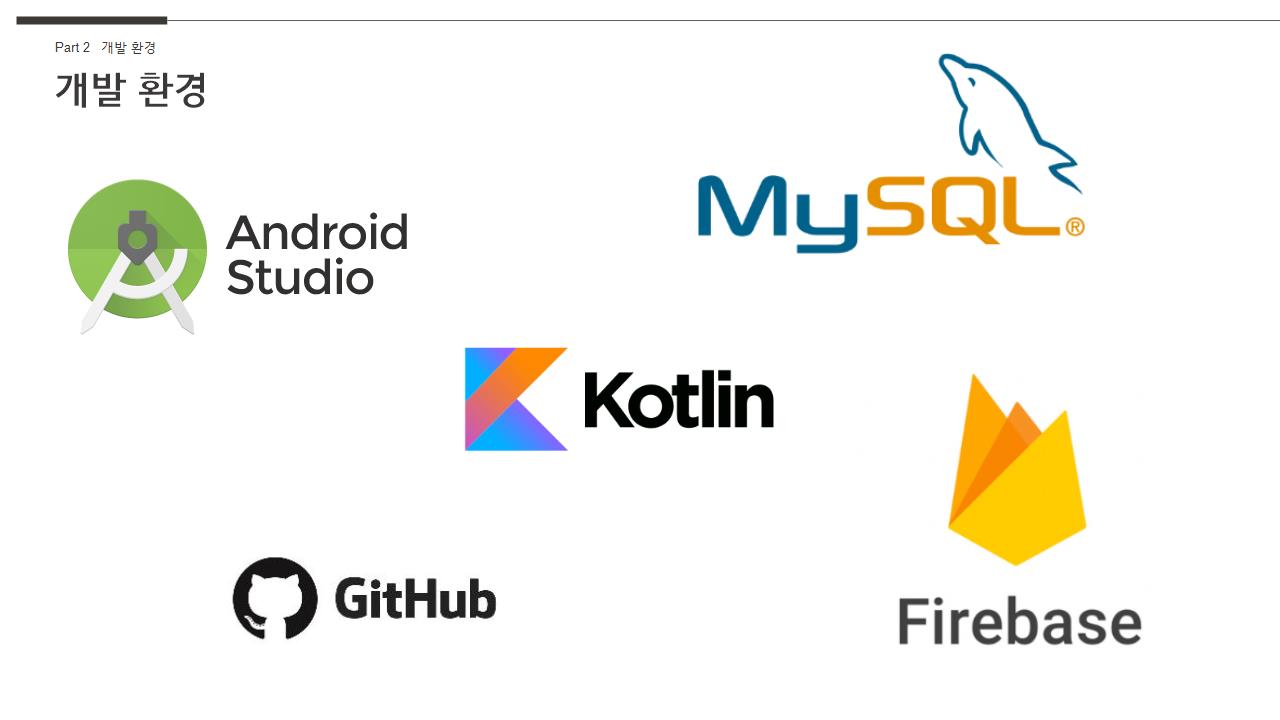 Part 2 개발 환경
개발 환경
MySQL®
Android
Studio
Kotlin
GitHub
Firebase